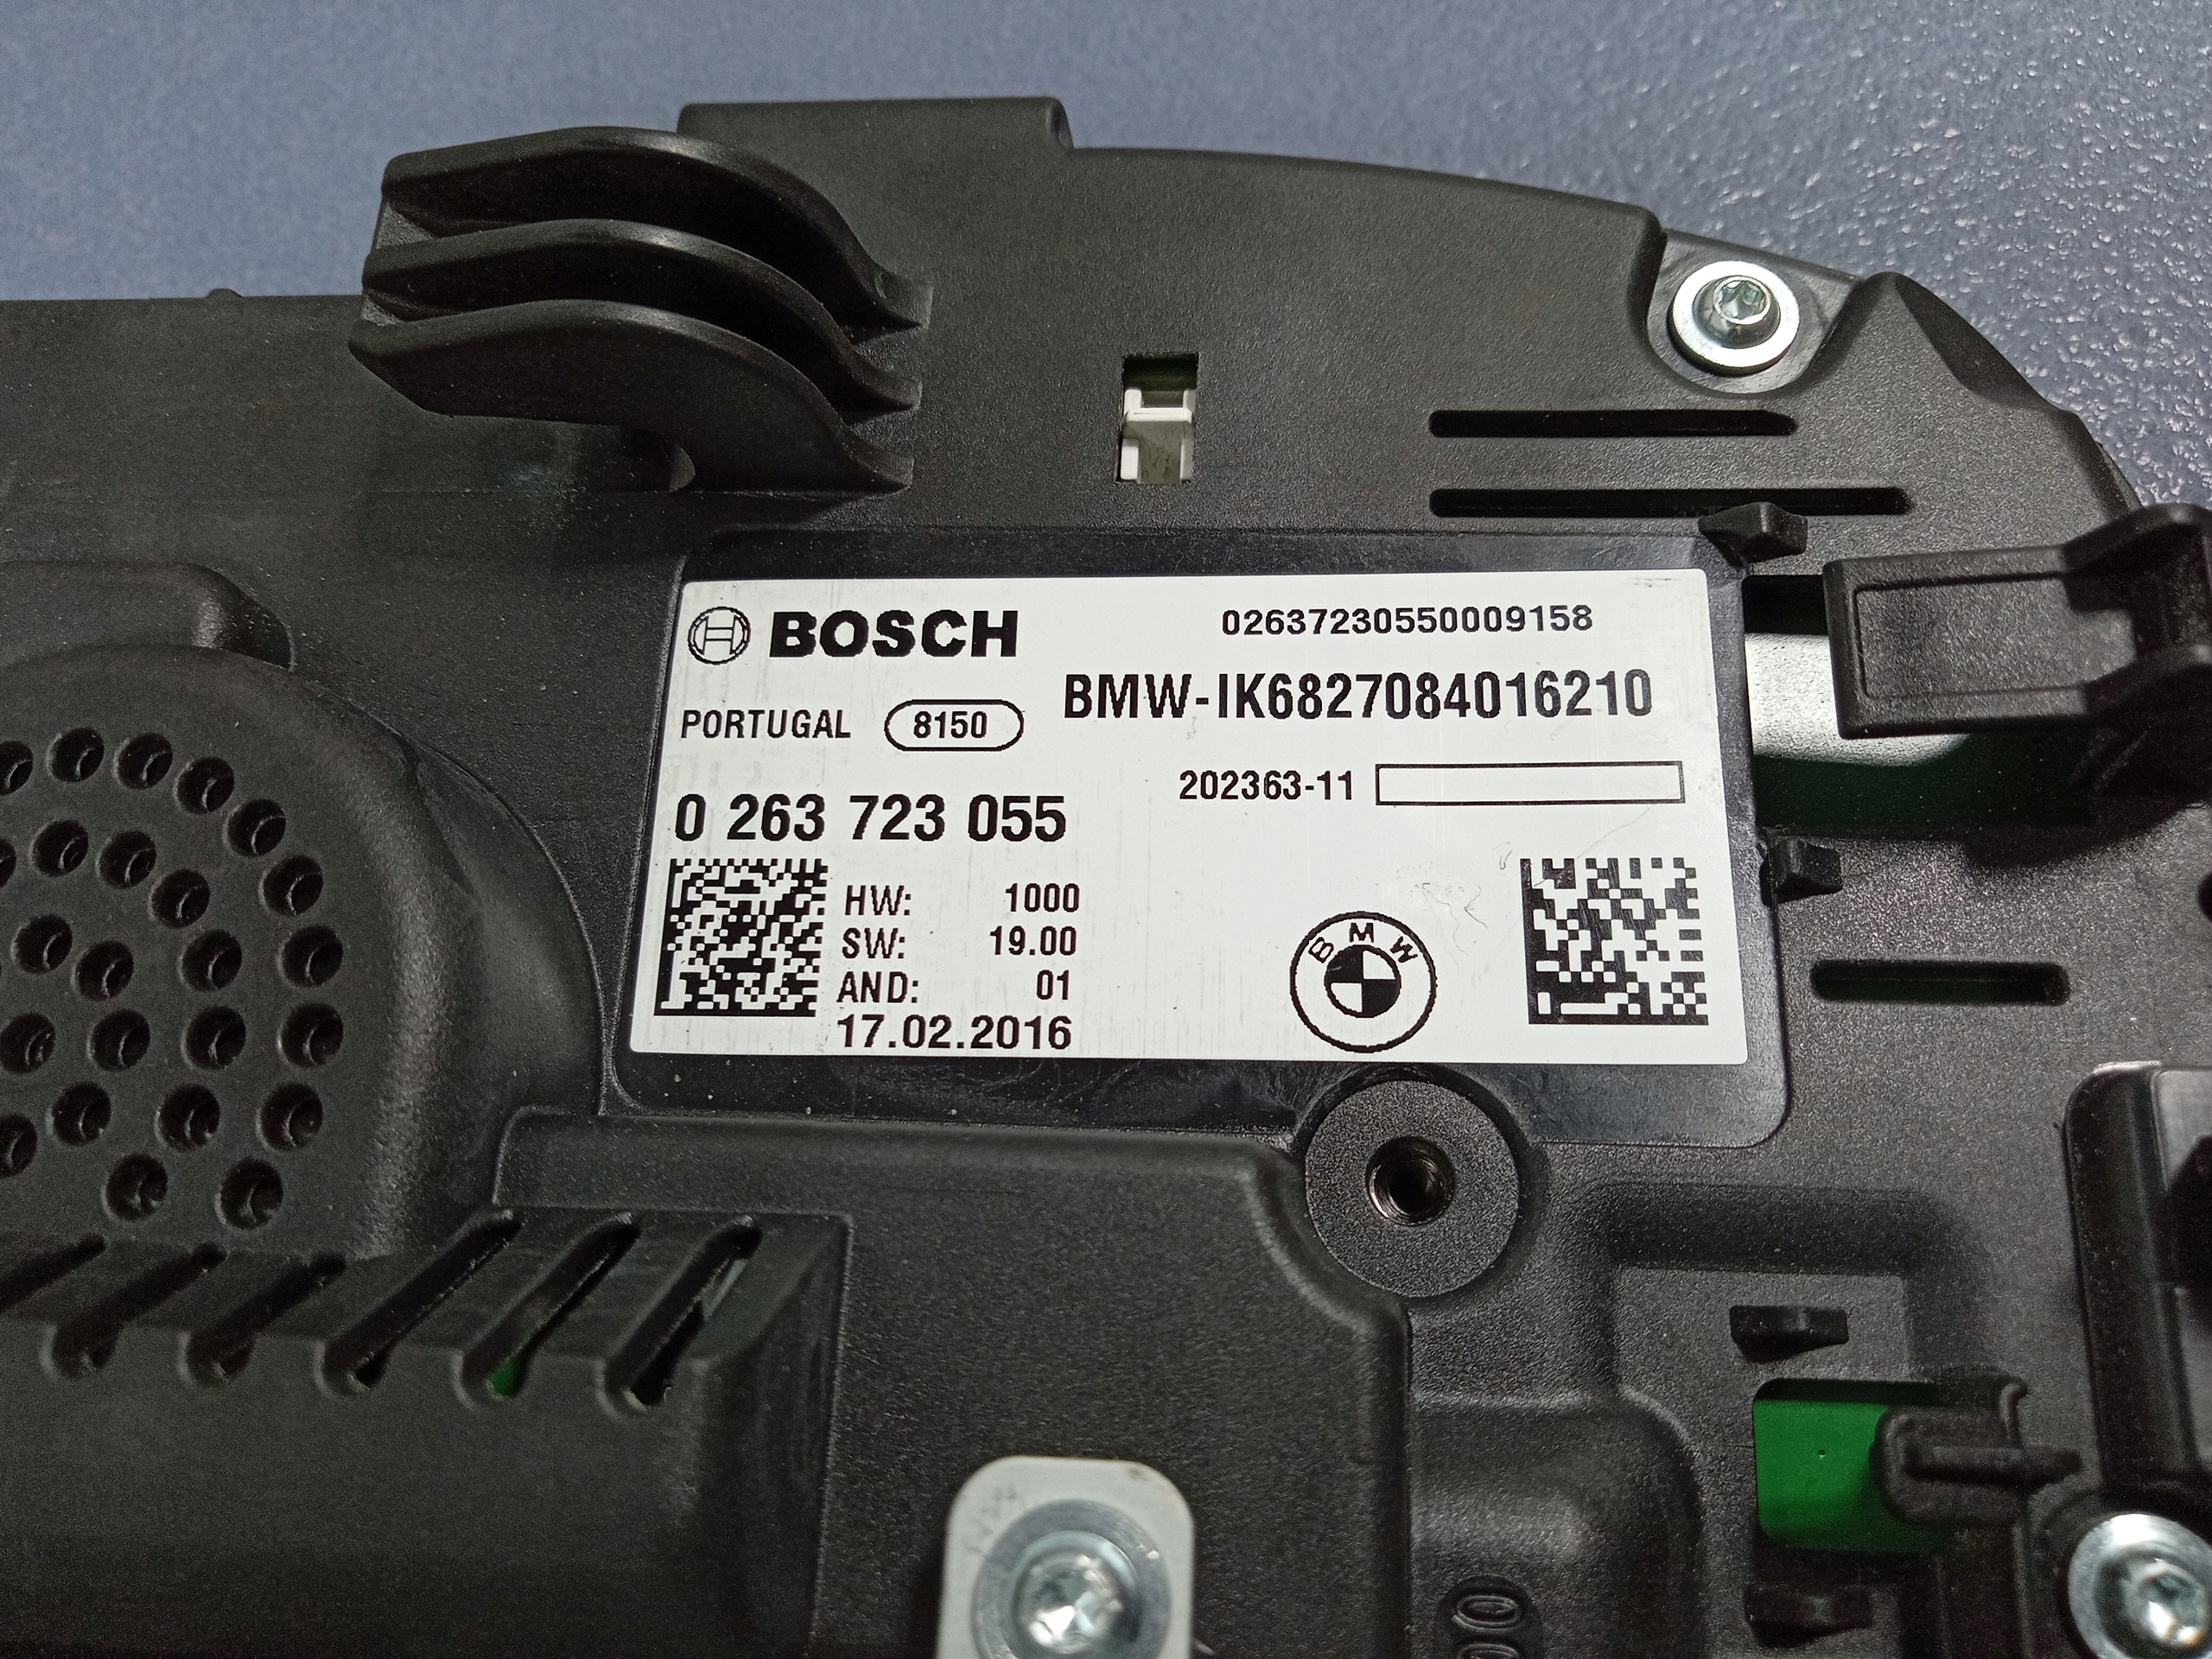 BOSCH
02637230550009158
BMW-IK6827084016210
PORTUGAL 8150
202363-11
0 263 723 055
HW: 1000
SW: 19.00
AND: 01
17.02.2016
BMW